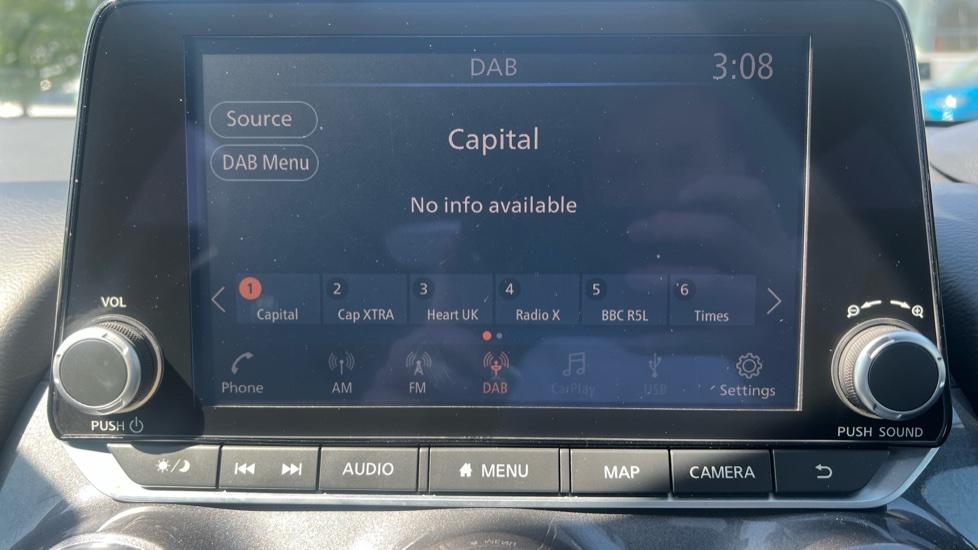 DAB 3:08
Source
Capital
DAB Menu
No info available
1 2 3 4 5 6
Capital Cap XTRA Heart UK Radio X BBC R5L Times
VOL
Phone AM FM DAB CarPlay USB Settings
PUSH PUSH SOUND
AUDIO MENU MAP CAMERA